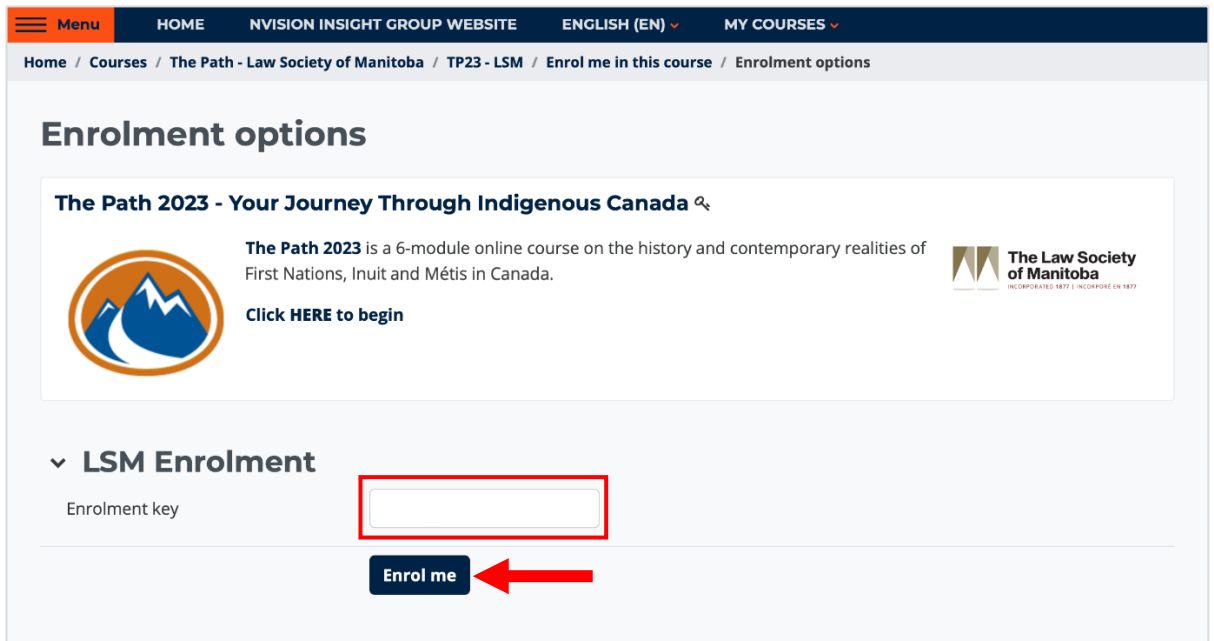 Menu HOME NVISION INSIGHT GROUP WEBSITE ENGLISH (EN) MY COURSES
Home / Courses / The Path - Law Society of Manitoba / TP23 - LSM / Enrol me in this course / Enrolment options
Enrolment options
The Path 2023 - Your Journey Through Indigenous Canada
The Path 2023 is a 6-module online course on the history and contemporary realities of
First Nations, Inuit and Métis in Canada.
Click HERE to begin
The Law Society
of Manitoba
INCORPORATED 1877 | INCORPORÉ EN 1877
LSM Enrolment
Enrolment key
Enrol me